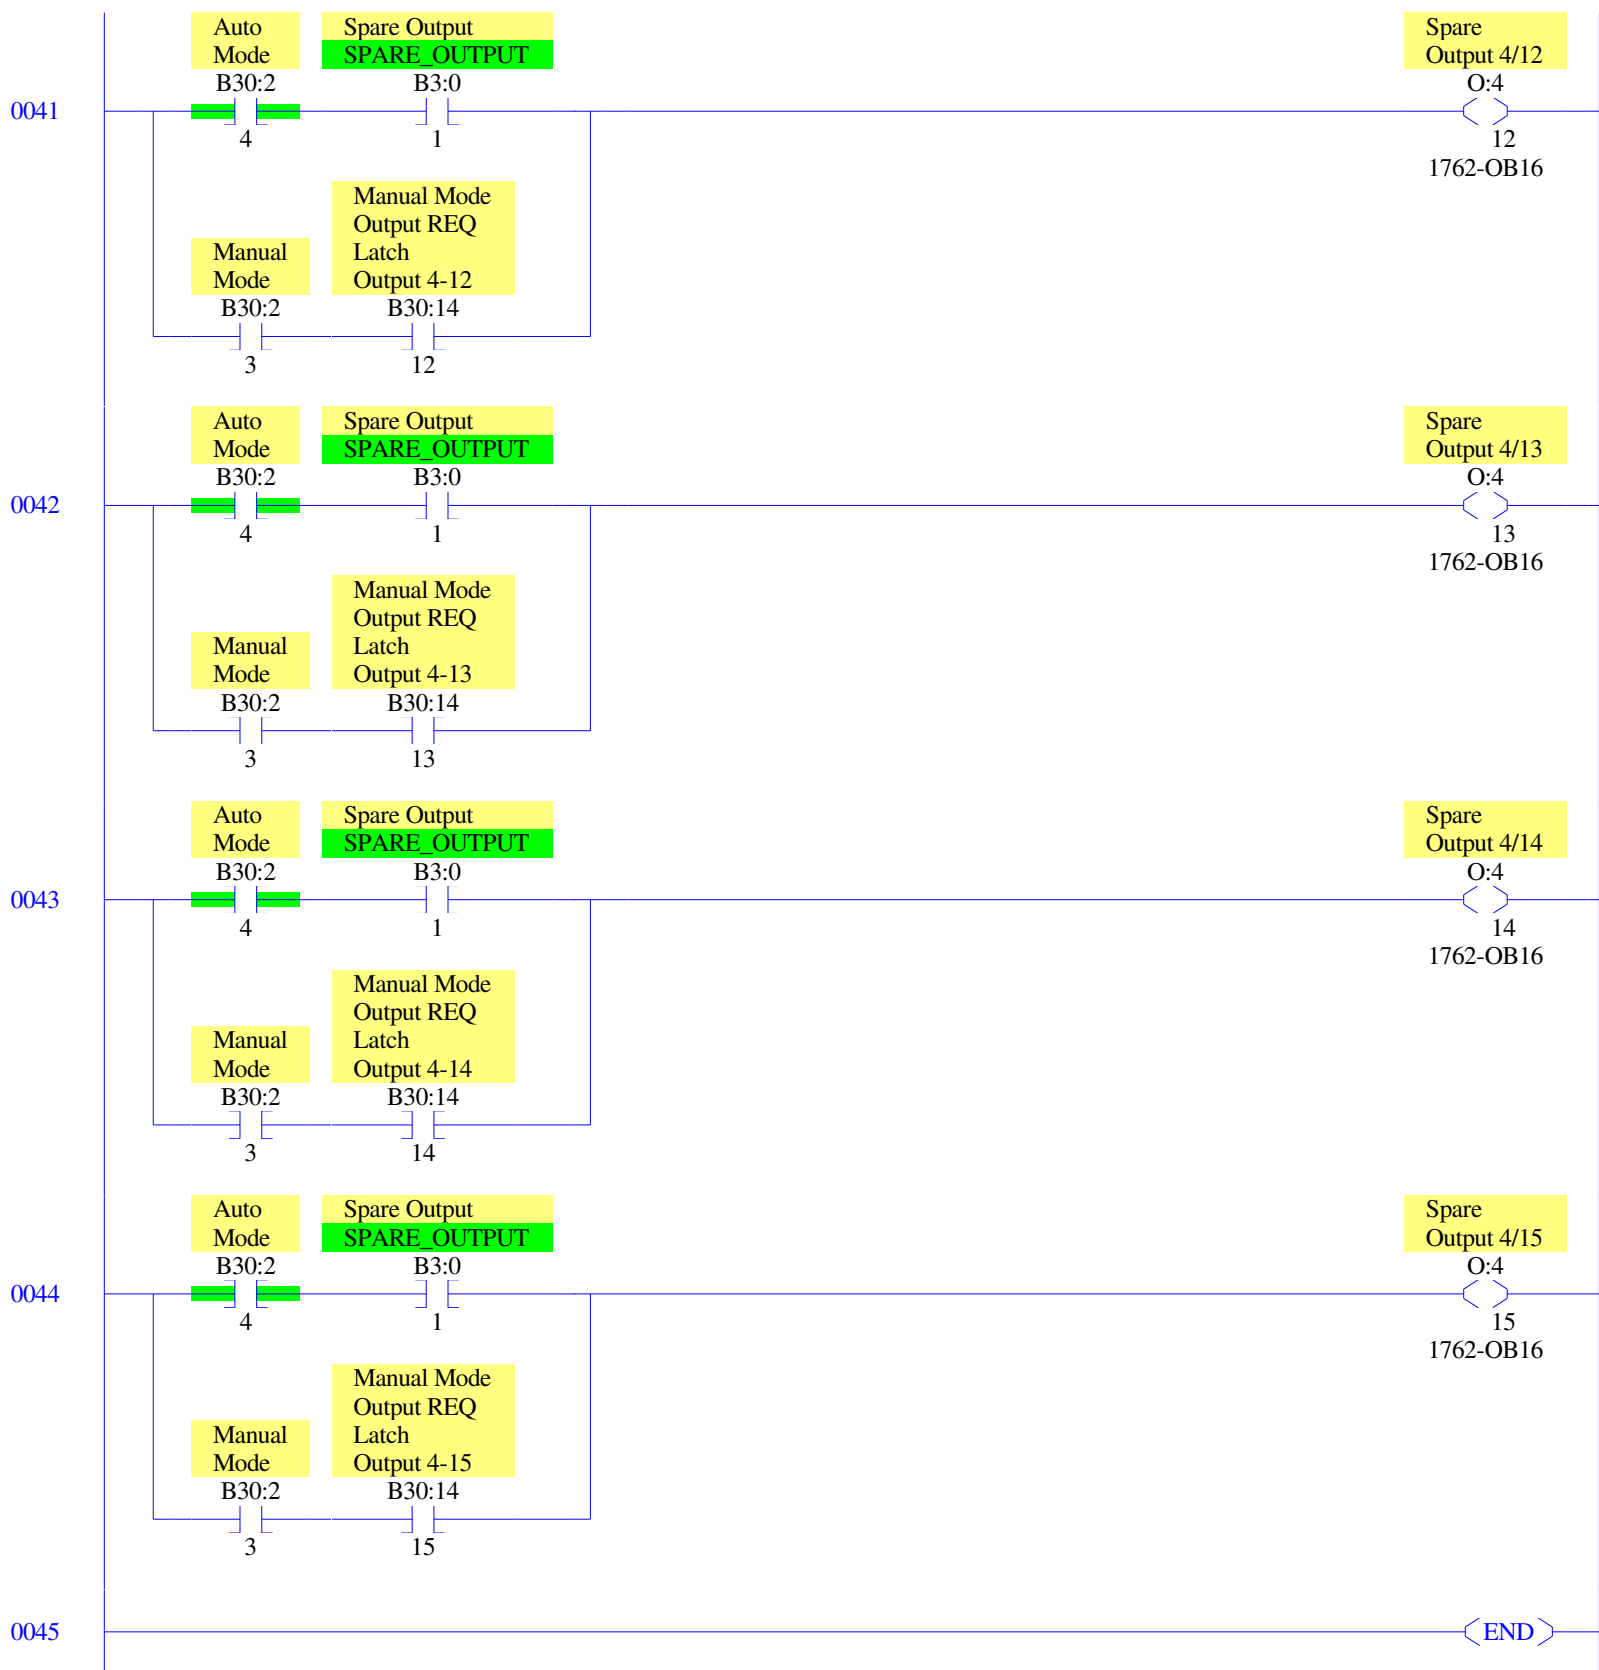 Auto
Mode
B30:2
4
Spare Output
SPARE_OUTPUT
B3:0
1
Spare
Output 4/12
O:4
12
1762-OB16
0041
Manual
Mode
B30:2
3
Manual Mode
Output REQ
Latch
Output 4-12
B30:14
12
Auto
Mode
B30:2
4
Spare Output
SPARE_OUTPUT
B3:0
1
Spare
Output 4/13
O:4
13
1762-OB16
0042
Manual
Mode
B30:2
3
Manual Mode
Output REQ
Latch
Output 4-13
B30:14
13
Auto
Mode
B30:2
4
Spare Output
SPARE_OUTPUT
B3:0
1
Spare
Output 4/14
O:4
14
1762-OB16
0043
Manual
Mode
B30:2
3
Manual Mode
Output REQ
Latch
Output 4-14
B30:14
14
Auto
Mode
B30:2
4
Spare Output
SPARE_OUTPUT
B3:0
1
Spare
Output 4/15
O:4
15
1762-OB16
0044
Manual
Mode
B30:2
3
Manual Mode
Output REQ
Latch
Output 4-15
B30:14
15
0045
END